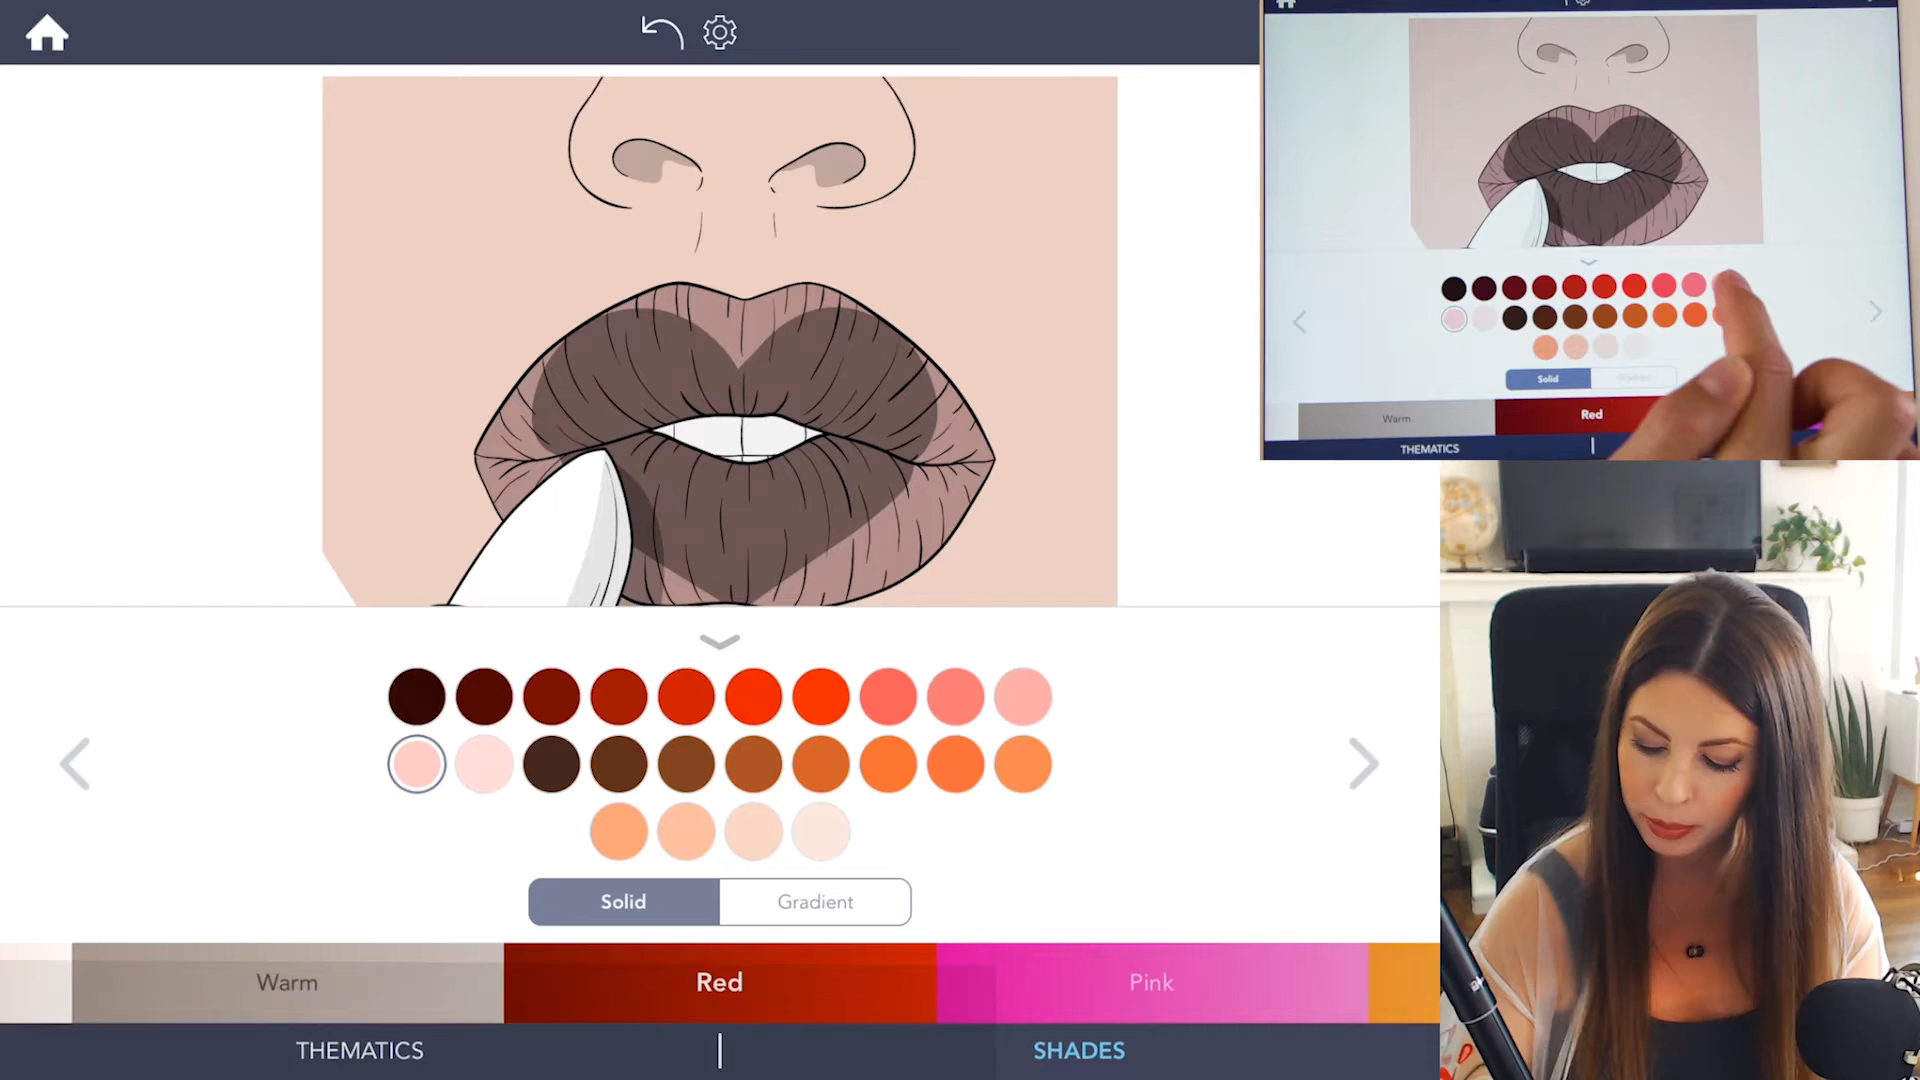 Solid
Gradient
Warm
Red
Pink
THEMATICS
SHADES
Solid
Warm
Red
THEMATICS